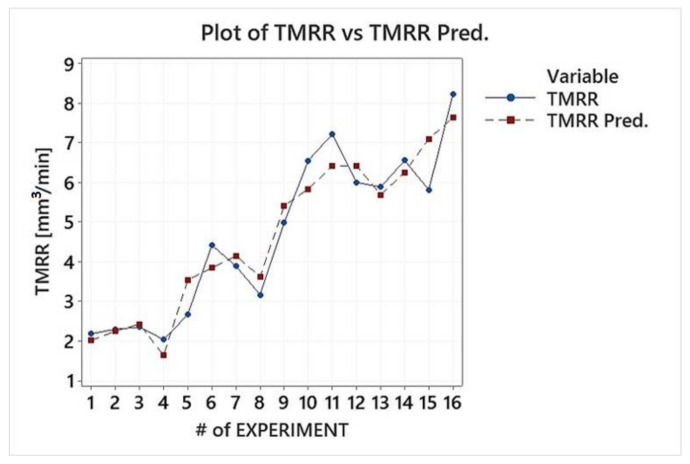 Plot of TMRR vs TMRR Pred.
9
8
7
6
5
4
3
2
1
TMRR [mm³/min]
1 2 3 4 5 6 7 8 9 10 11 12 13 14 15 16
# of EXPERIMENT
Variable
TMRR
TMRR Pred.